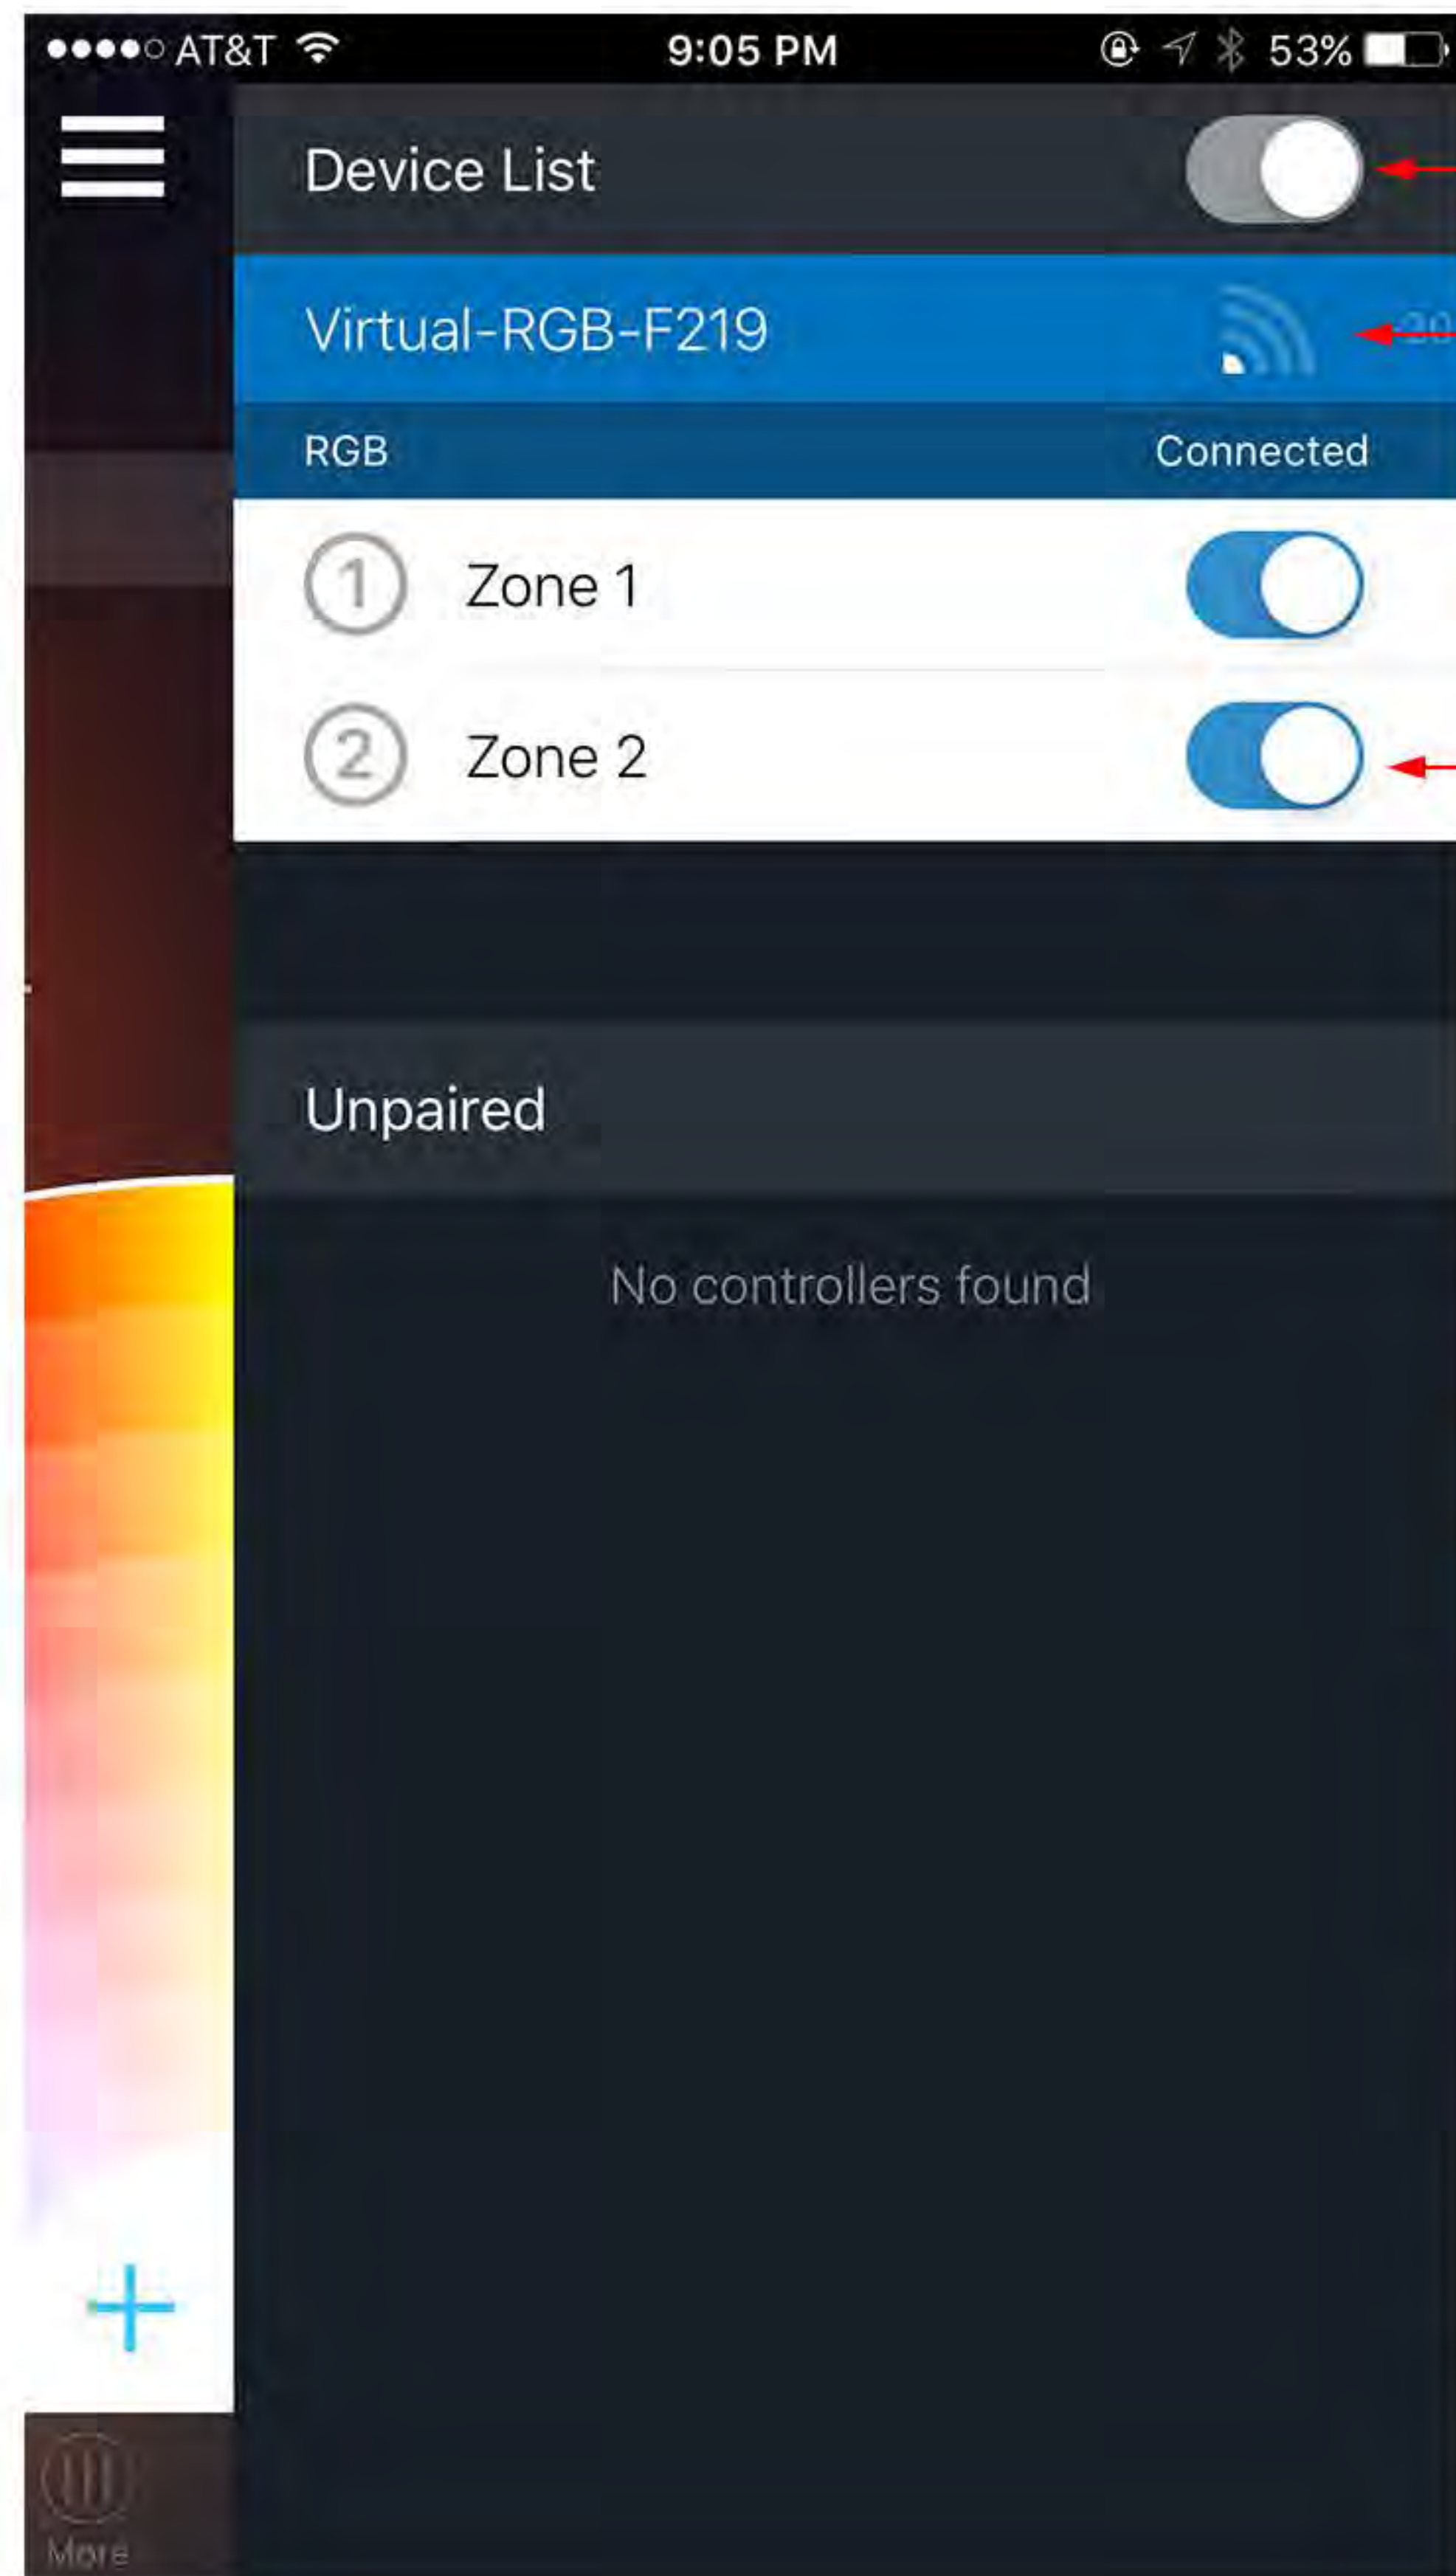 AT&T 9:05 PM 53%
Device List
Virtual-RGB-F219
RGB Connected
1 Zone 1
2 Zone 2
Unpaired
No controllers found
More